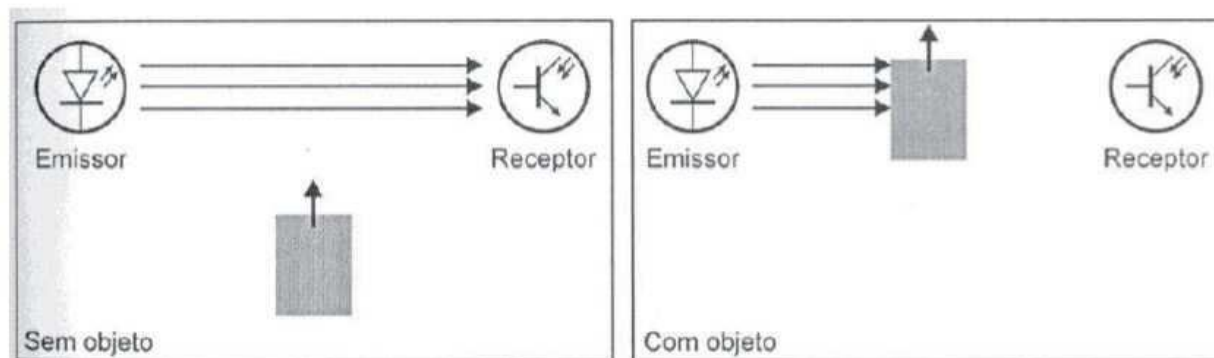 Emissor
Receptor
Sem objeto
Emissor
Receptor
Com objeto